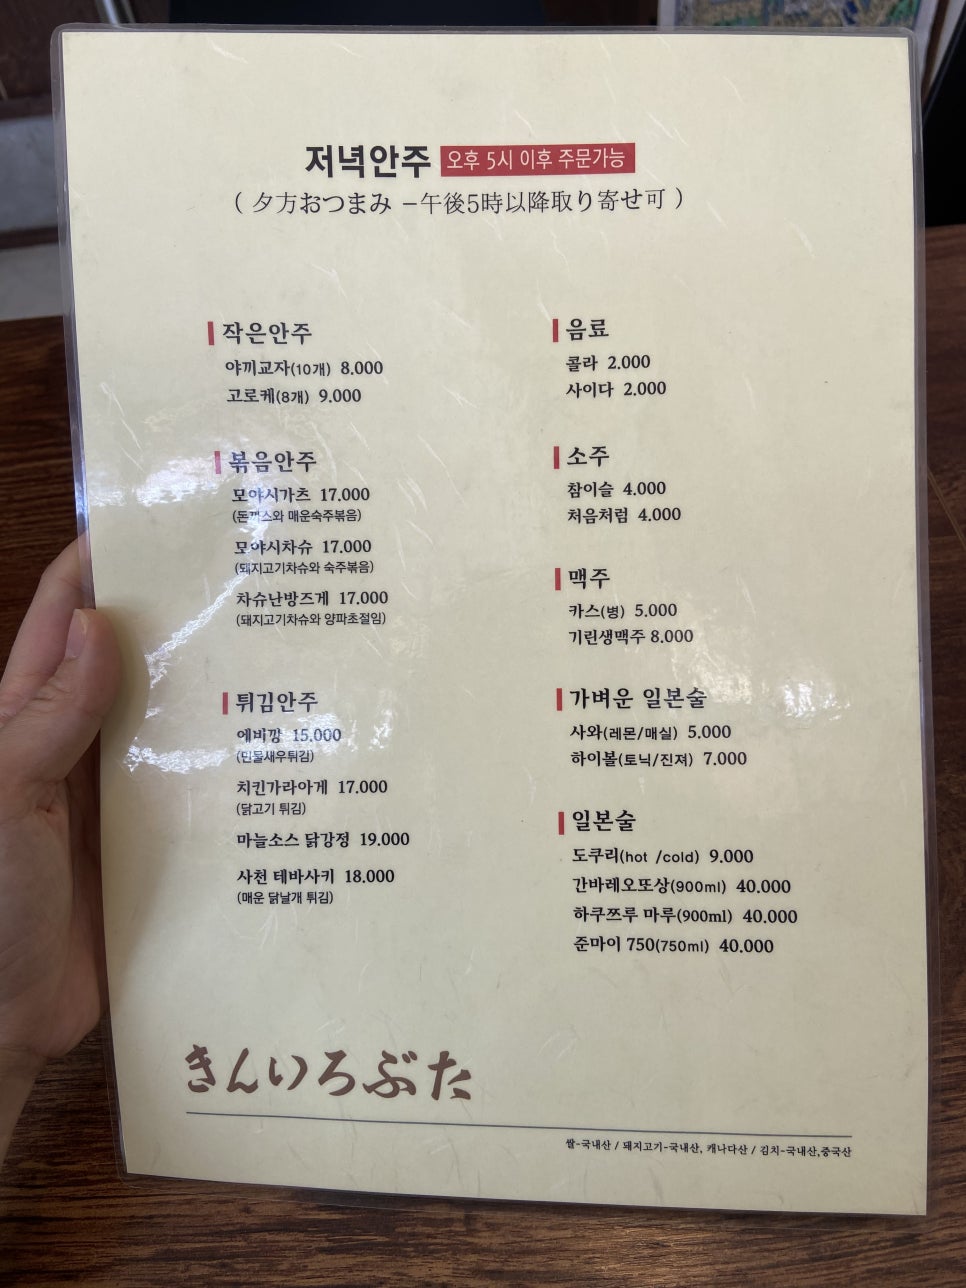 저녁안주 오후 5시 이후 주문가능
( 夕方おつまみ －午後5時以降取り寄せ可 )
작은안주
야끼교자(10개) 8.000
고로케(8개) 9.000
볶음안주
모야시가츠 17.000
(돈까스와 매운숙주볶음)
모야시차슈 17.000
(돼지고기차슈와 숙주볶음)
차슈난방즈게 17.000
(돼지고기차슈와 양파초절임)
튀김안주
에비깡 15.000
(민물새우튀김)
치킨가라아게 17.000
(닭고기 튀김)
마늘소스 닭강정 19.000
사천 테바사키 18.000
(매운 닭날개 튀김)
음료
콜라 2.000
사이다 2.000
소주
참이슬 4.000
처음처럼 4.000
맥주
카스(병) 5.000
기린생맥주 8.000
가벼운 일본술
사와(레몬/매실) 5.000
하이볼(토닉/진져) 7.000
일본술
도쿠리(hot /cold) 9.000
간바레오또상(900ml) 40.000
하쿠쯔루 마루(900ml) 40.000
준마이 750(750ml) 40.000
きんいろぶた
쌀-국내산 / 돼지고기-국내산, 캐나다산 / 김치-국내산,중국산